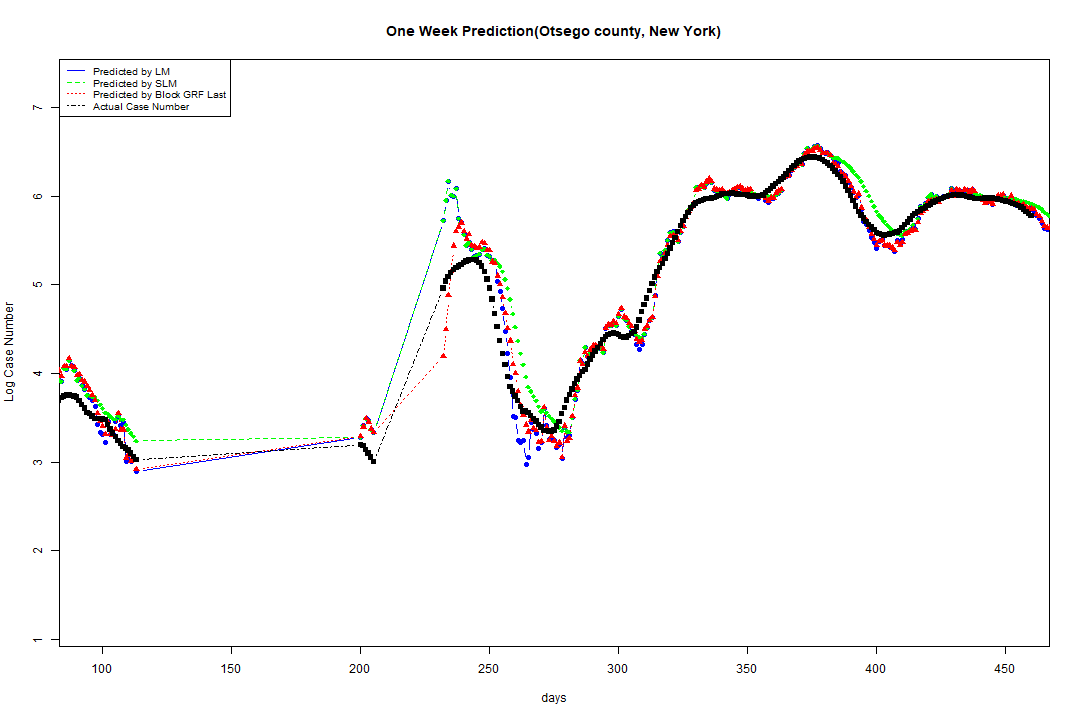 One Week Prediction(Otsego county, New York)
Predicted by LM
Predicted by SLM
Predicted by Block GRF Last
Actual Case Number
7
6
5
4
3
2
1
Log Case Number
100 150 200 250 300 350 400 450
days